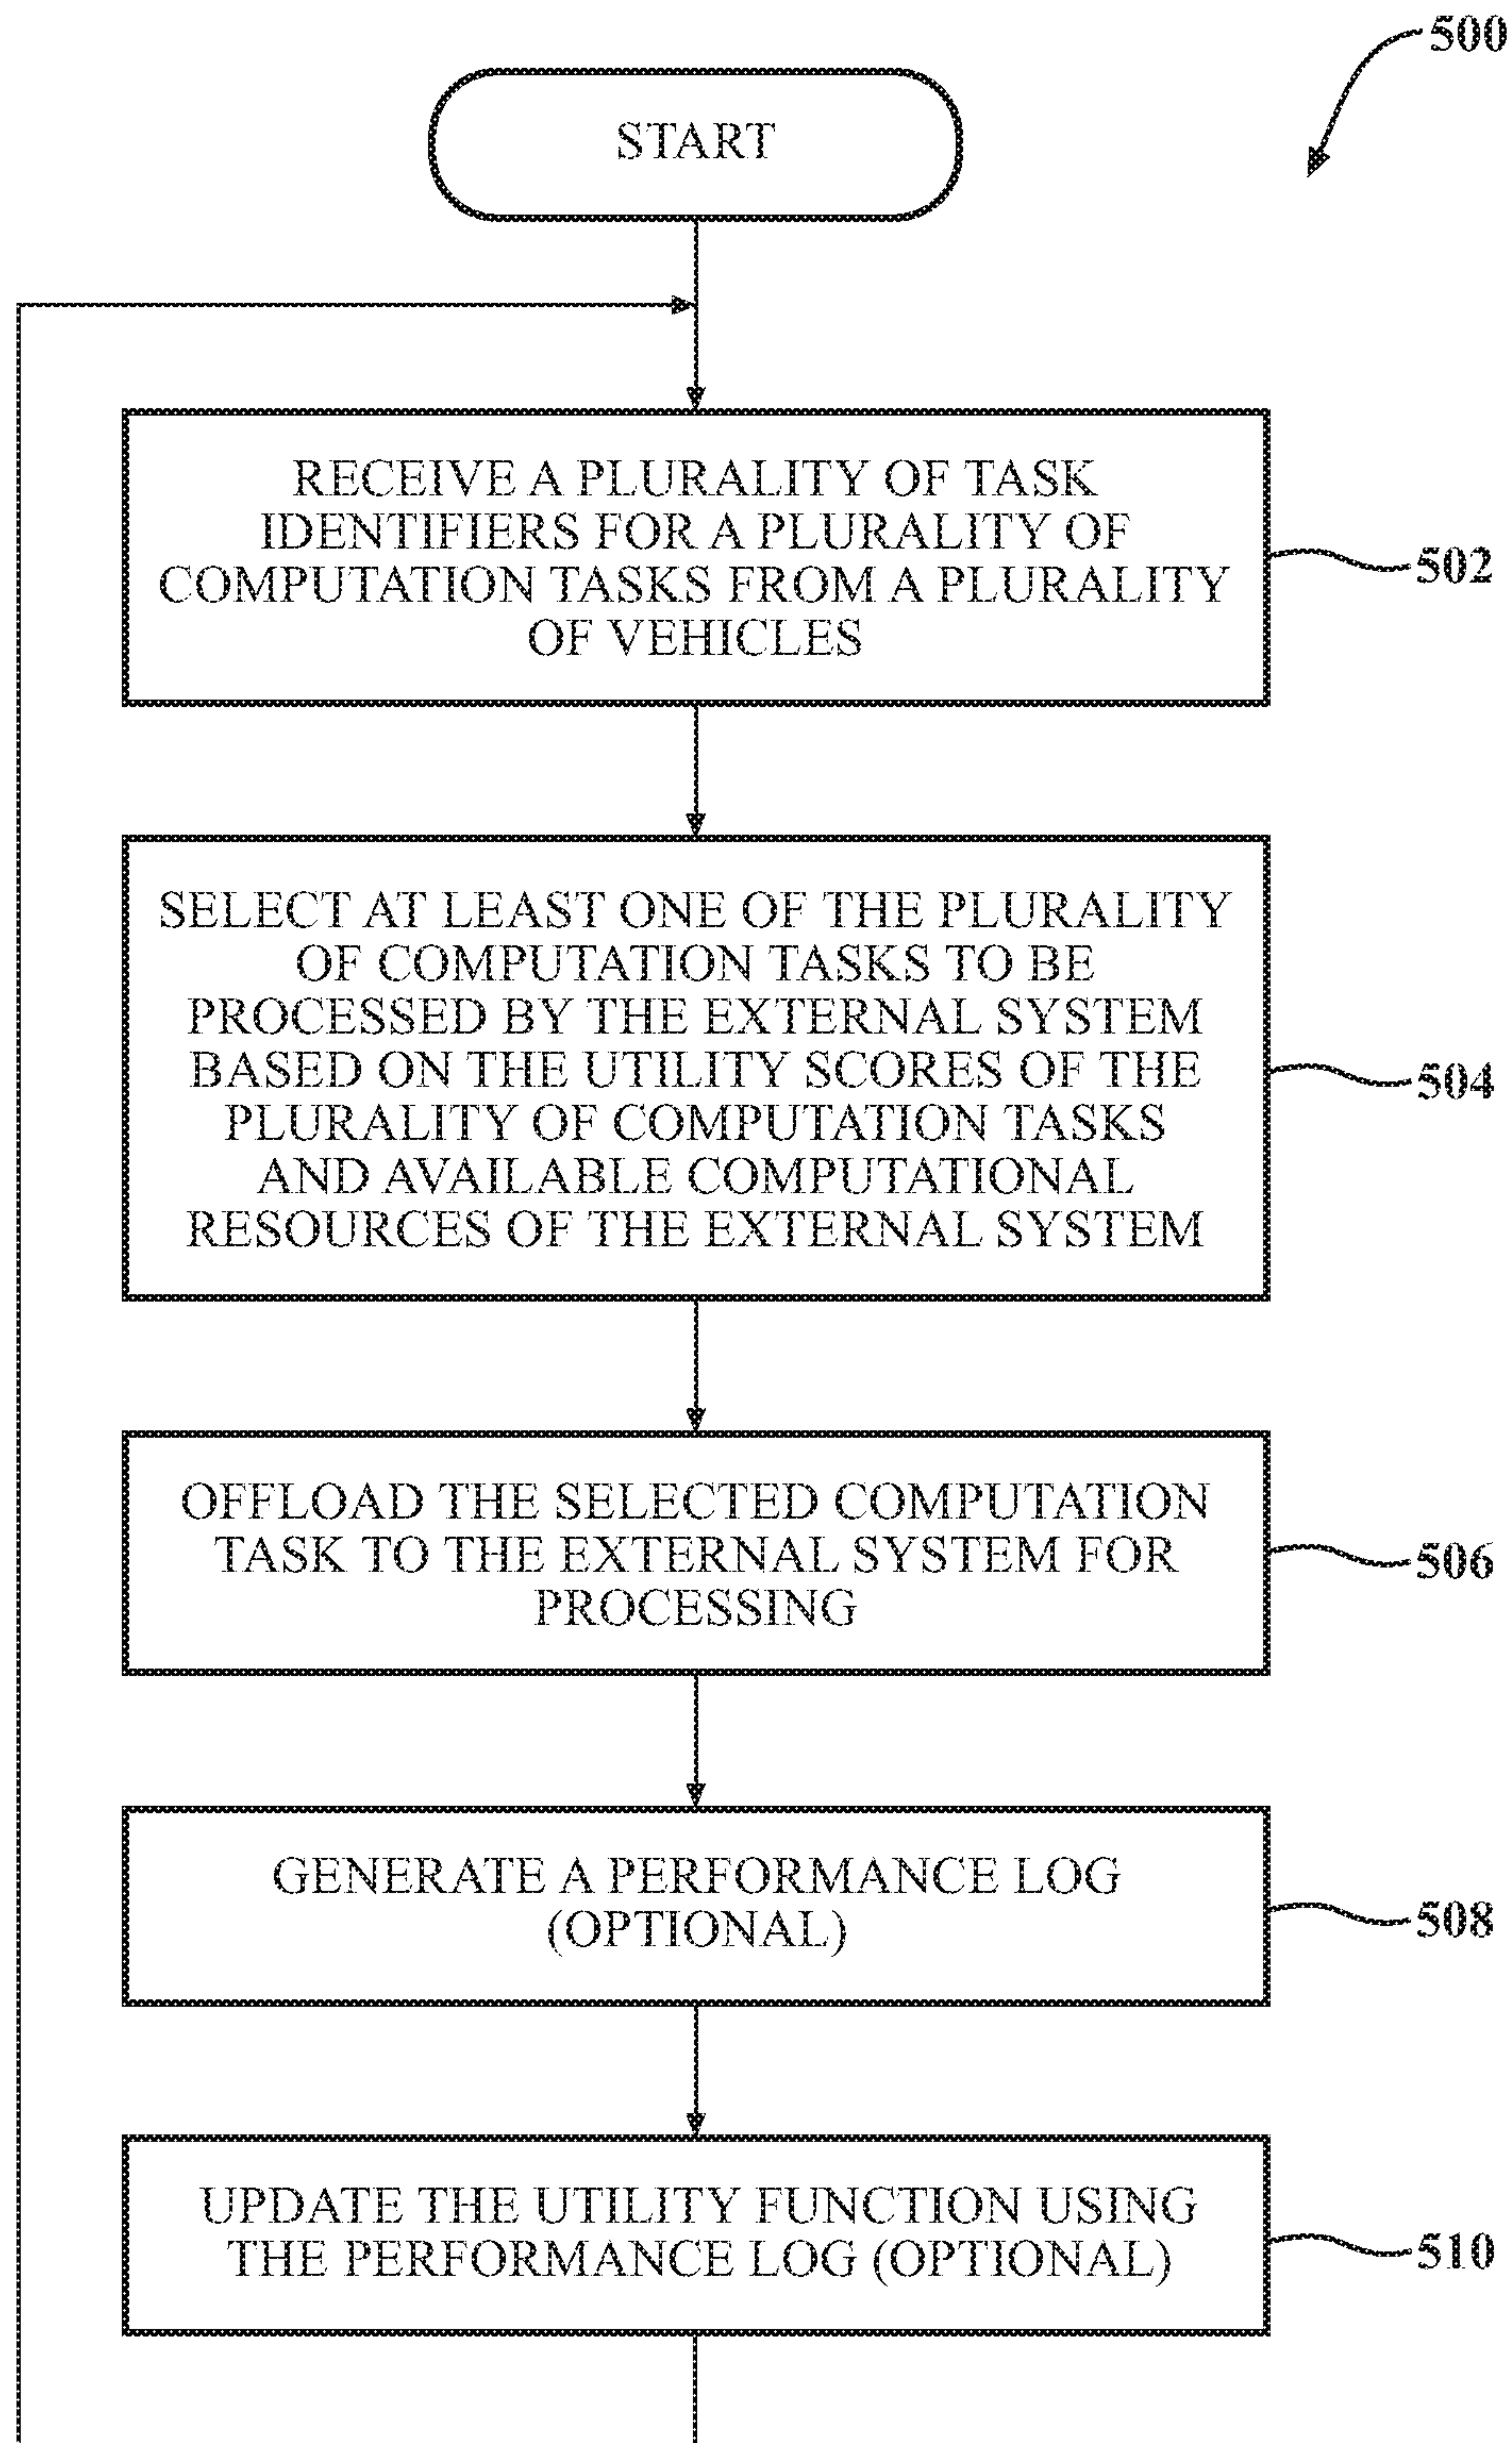 500
START
RECEIVE A PLURALITY OF TASK
IDENTIFIERS FOR A PLURALITY OF
COMPUTATION TASKS FROM A PLURALITY
OF VEHICLES
502
SELECT AT LEAST ONE OF THE PLURALITY
OF COMPUTATION TASKS TO BE
PROCESSED BY THE EXTERNAL SYSTEM
BASED ON THE UTILITY SCORES OF THE
PLURALITY OF COMPUTATION TASKS
AND AVAILABLE COMPUTATIONAL
RESOURCES OF THE EXTERNAL SYSTEM
504
OFFLOAD THE SELECTED COMPUTATION
TASK TO THE EXTERNAL SYSTEM FOR
PROCESSING
506
GENERATE A PERFORMANCE LOG
(OPTIONAL)
508
UPDATE THE UTILITY FUNCTION USING
THE PERFORMANCE LOG (OPTIONAL)
510